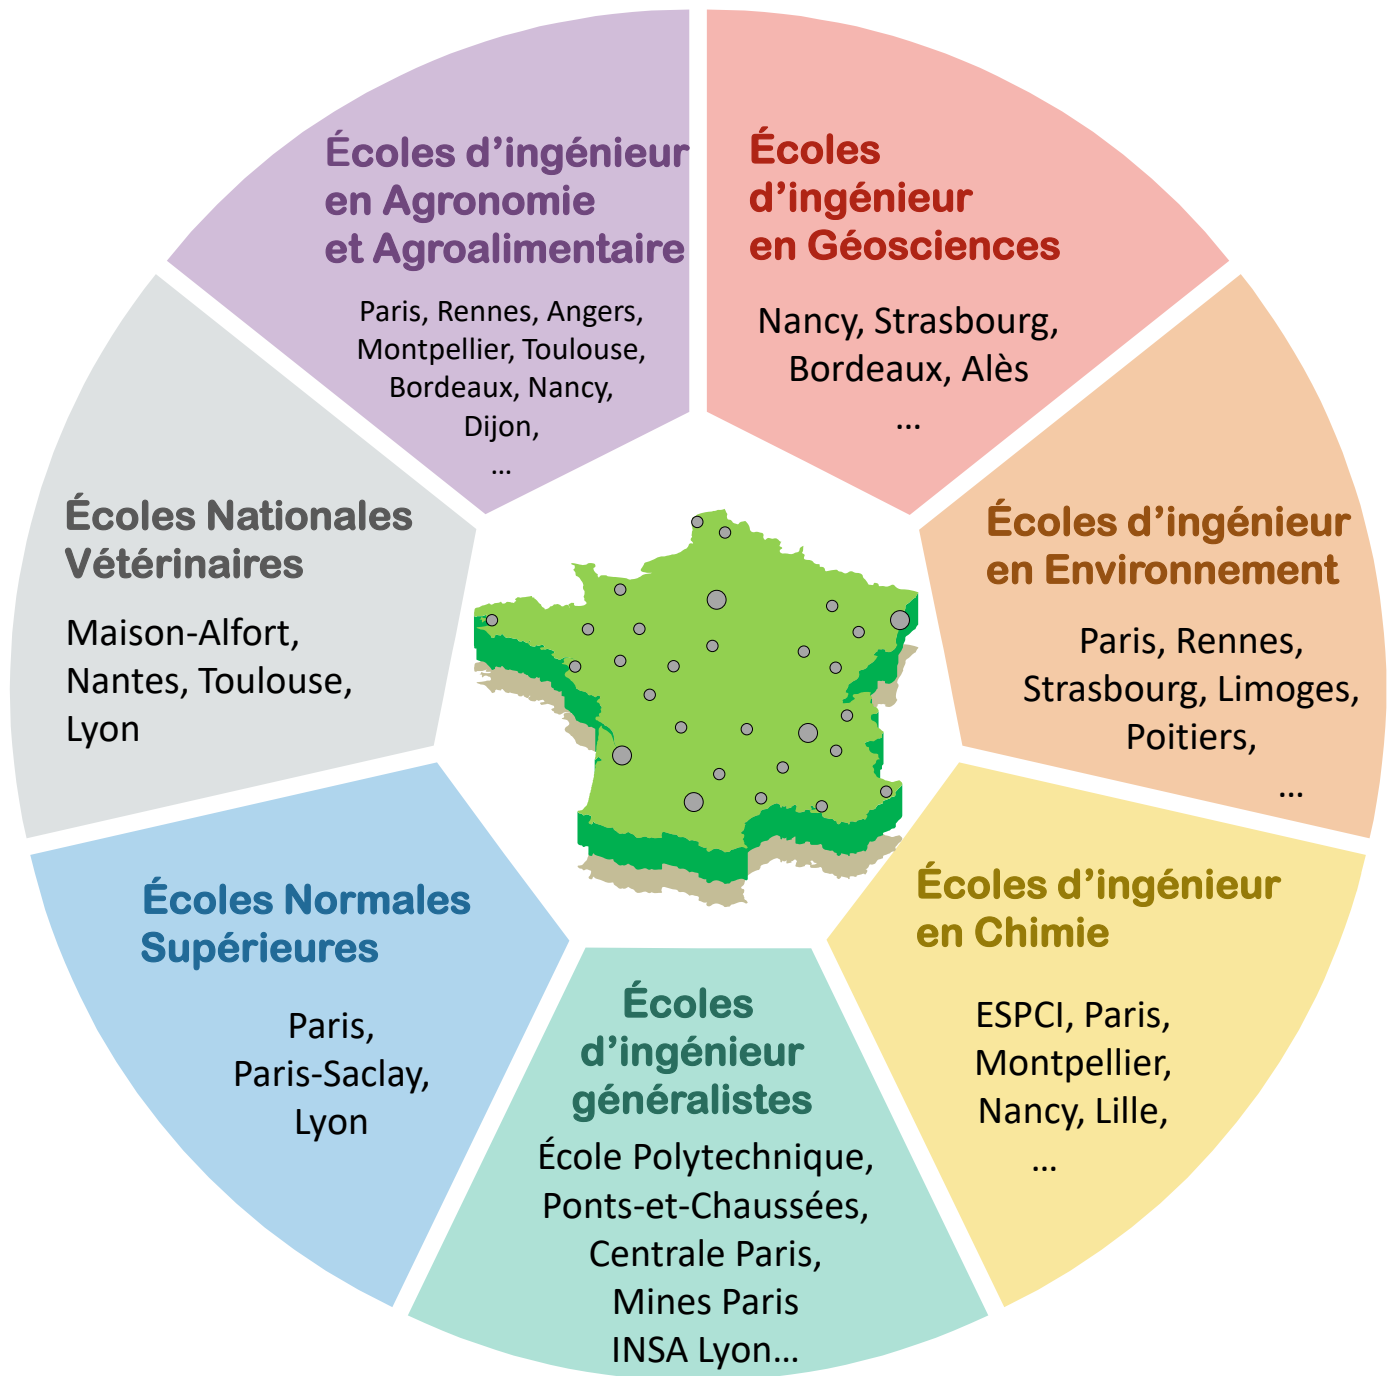 Écoles d’ingénieur
en Agronomie
et Agroalimentaire
Paris, Rennes, Angers,
Montpellier, Toulouse,
Bordeaux, Nancy,
Dijon,
...
Écoles
d’ingénieur
en Géosciences
Nancy, Strasbourg,
Bordeaux, Alès
...
Écoles d’ingénieur
en Environnement
Paris, Rennes,
Strasbourg, Limoges,
Poitiers,
...
Écoles d’ingénieur
en Chimie
ESPCI, Paris,
Montpellier,
Nancy, Lille,
...
Écoles
d’ingénieur
généralistes
École Polytechnique,
Ponts-et-Chaussées,
Centrale Paris,
Mines Paris
INSA Lyon...
Écoles Normales
Supérieures
Paris,
Paris-Saclay,
Lyon
Écoles Nationales
Vétérinaires
Maison-Alfort,
Nantes, Toulouse,
Lyon